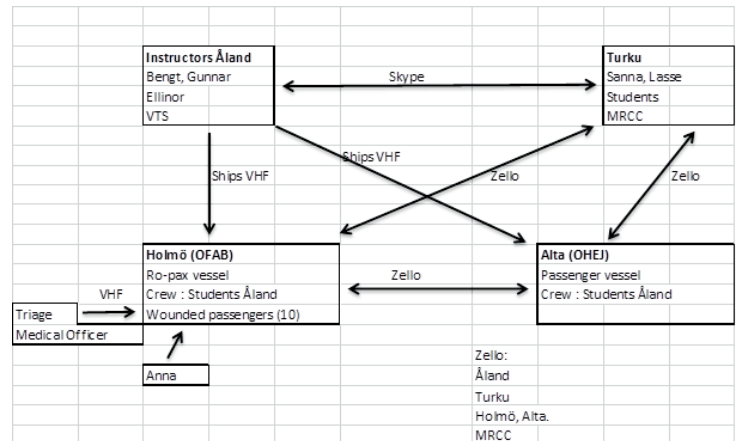 Instructors Åland
Bengt, Gunnar
Ellinor
VTS
Skype
Turku
Sanna, Lasse
Students
MRCC
Ships VHF
Ships VHF
Zello
Zello
Holmö (OFAB)
Ro-pax vessel
Crew : Students Åland
Wounded passengers (10)
Zello
Alta (OHEJ)
Passenger vessel
Crew : Students Åland
VHF
Triage
Medical Officer
Anna
Zello:
Åland
Turku
Holmö, Alta.
MRCC